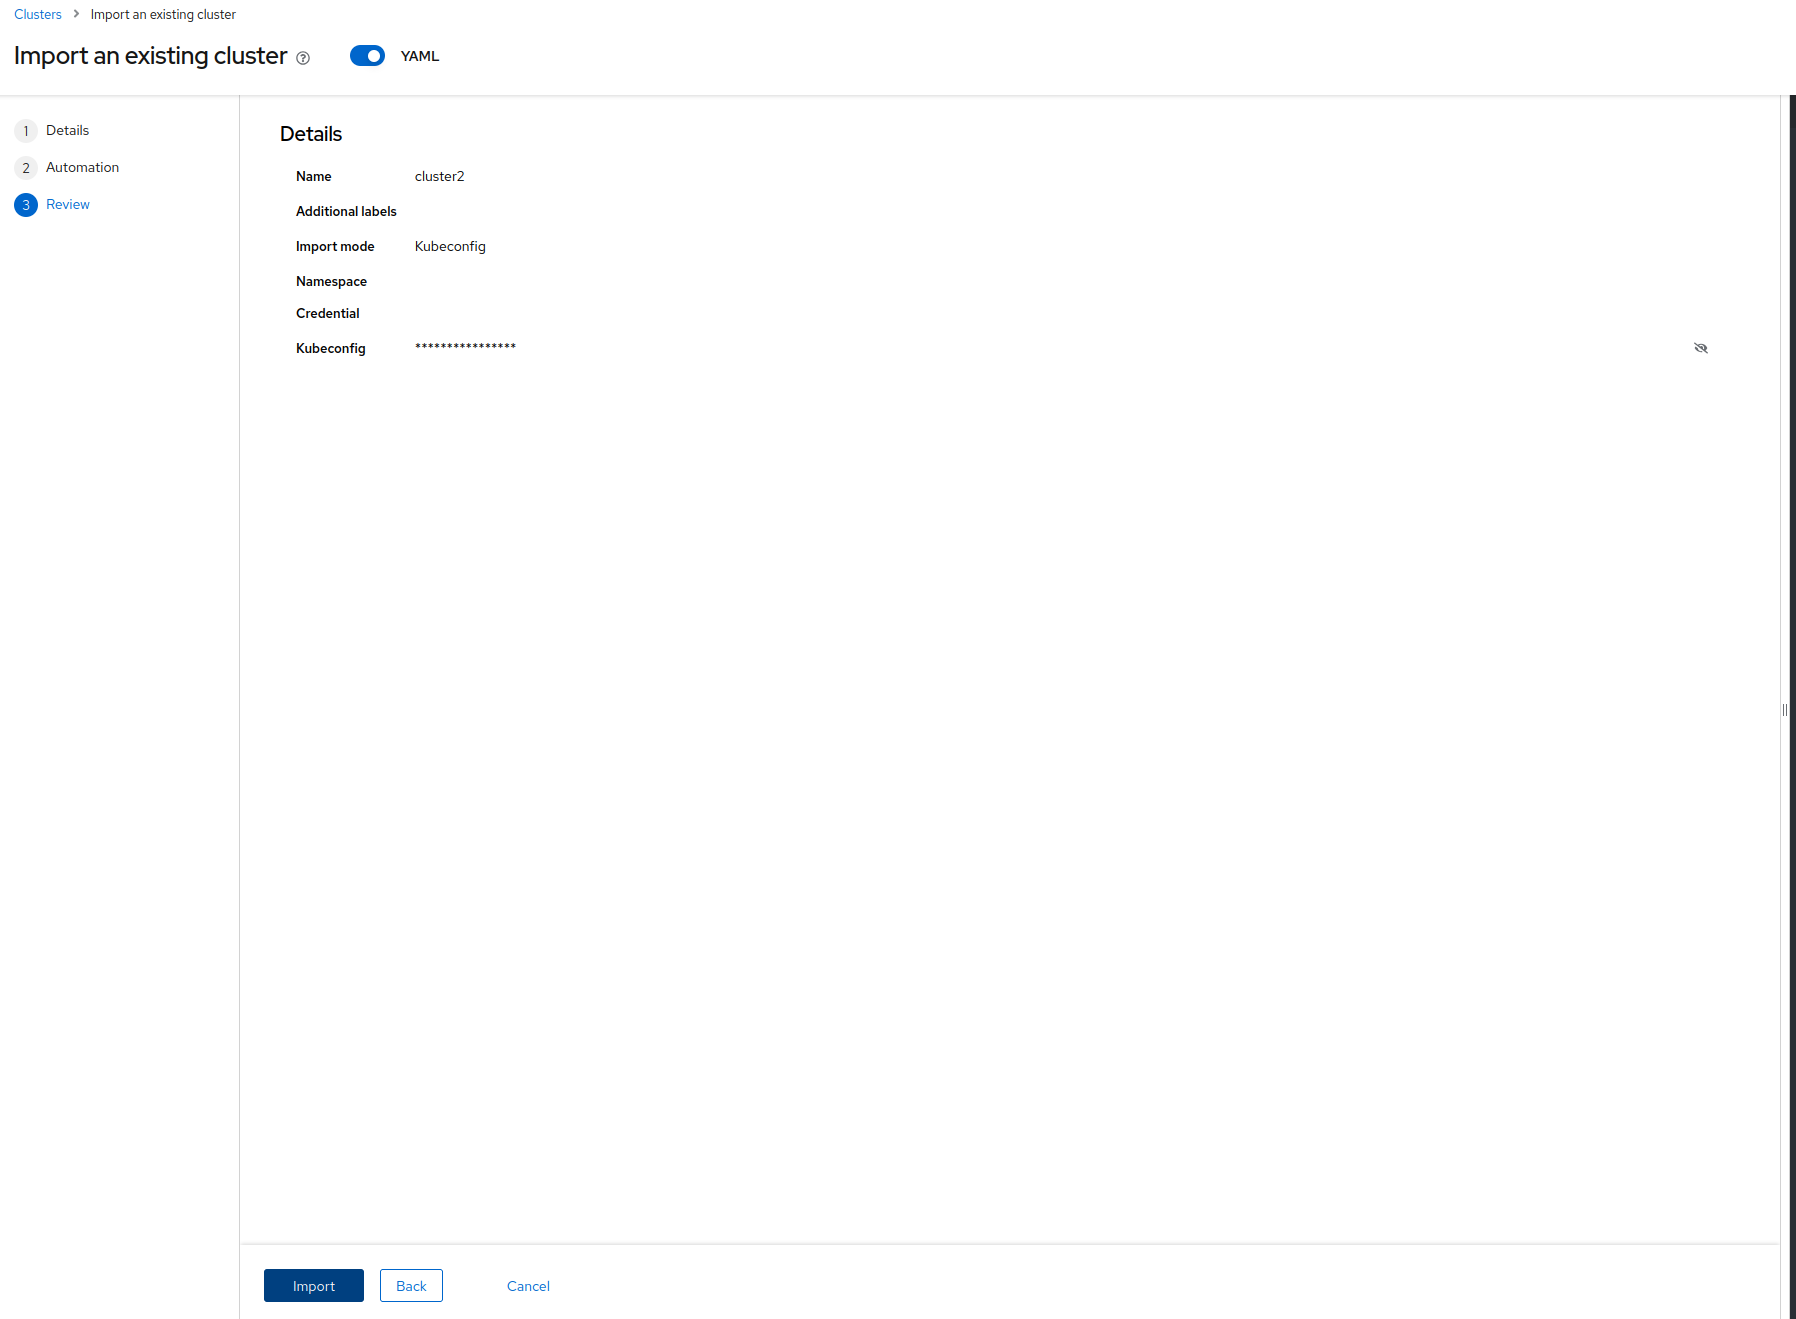 Clusters > Import an existing cluster
Import an existing cluster
YAML
1 Details
2 Automation
3 Review
Details
Name cluster2
Additional labels
Import mode Kubeconfig
Namespace
Credential
Kubeconfig ****************
Import Back Cancel